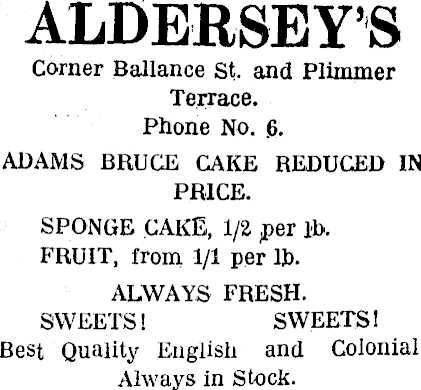 ALDERSEY'S
Corner Ballance St. and Plimmer
Terrace.
Phone No. 6.
ADAMS BRUCE CAKE REDUCED IN
PRICE.
SPONGE CAKE, 1/2 per lb.
FRUIT, from 1/1 per lb.
ALWAYS FRESH.
SWEETS! SWEETS!
Best Quality English and Colonial
Always in Stock.